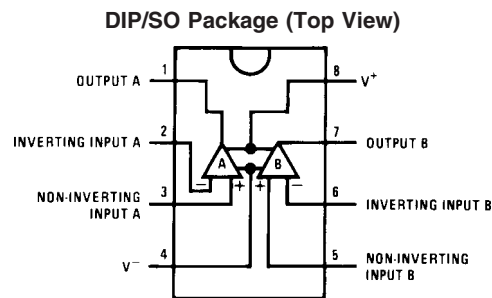 DIP/SO Package (Top View)
1
OUTPUT A
8
V+
2
INVERTING INPUT A
7
OUTPUT B
A
B
− + + −
3
NON-INVERTING
INPUT A
6
INVERTING INPUT B
4
V−
5
NON-INVERTING
INPUT B